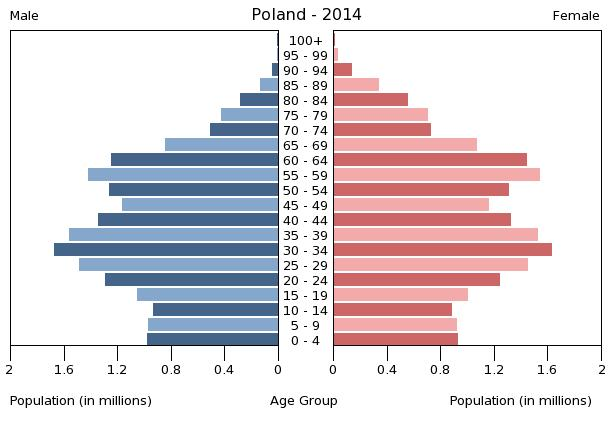 Male Poland - 2014 Female
100+
95 - 99
90 - 94
85 - 89
80 - 84
75 - 79
70 - 74
65 - 69
60 - 64
55 - 59
50 - 54
45 - 49
40 - 44
35 - 39
30 - 34
25 - 29
20 - 24
15 - 19
10 - 14
5 - 9
0 - 4
2 1.6 1.2 0.8 0.4 0 0 0.4 0.8 1.2 1.6 2
Population (in millions) Age Group Population (in millions)